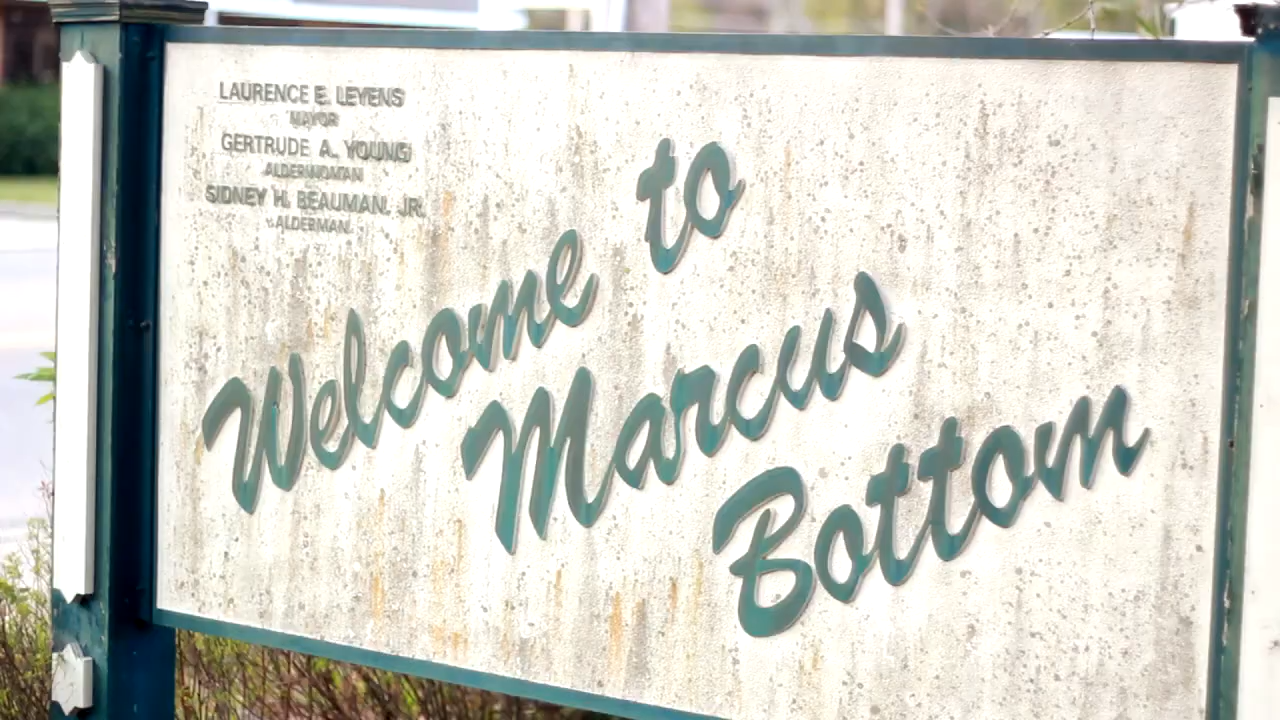 LAURENCE E. LEYENS
MAYOR
GERTRUDE A. YOUNG
ALDERWOMAN
SIDNEY H. BEAUMAN, JR.
ALDERMAN
Welcome to
Marcus
Bottom